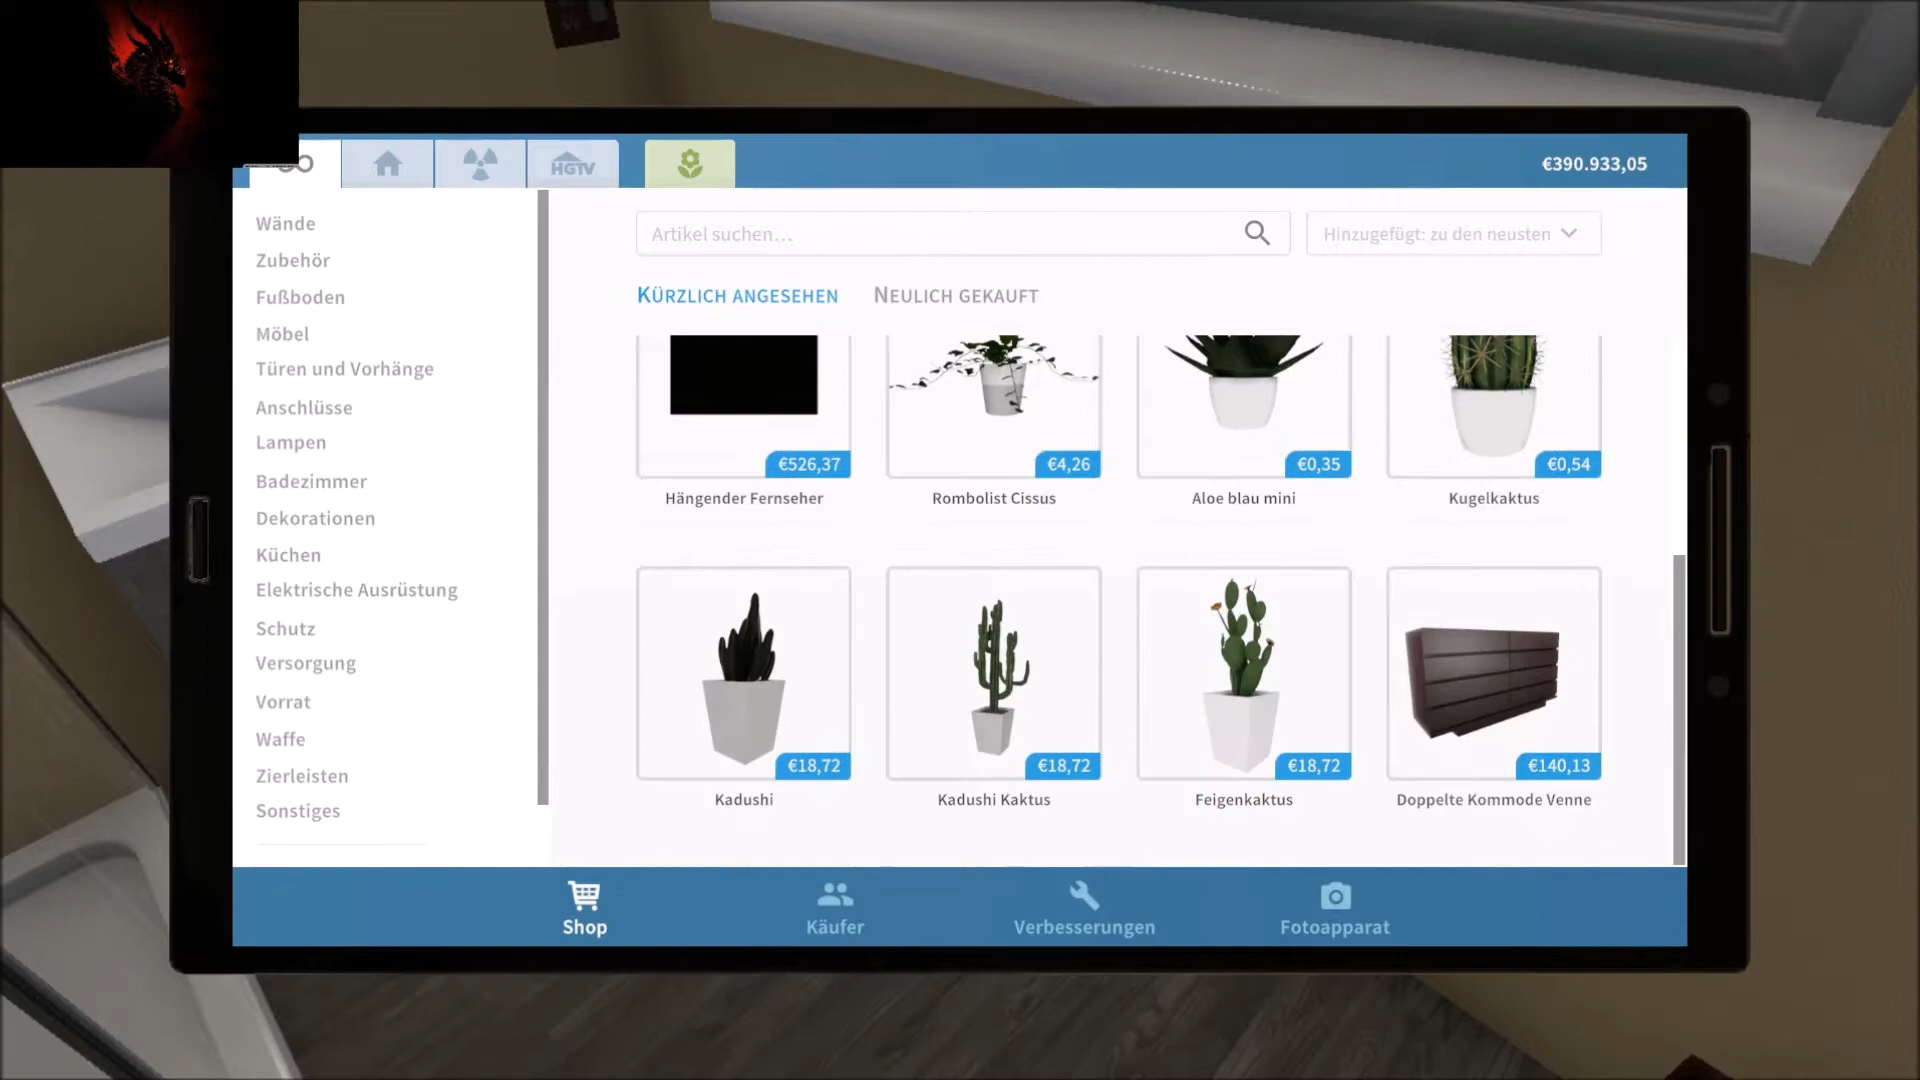 HGTV
€390.933,05
Wände
Zubehör
Fußboden
Möbel
Türen und Vorhänge
Anschlüsse
Lampen
Badezimmer
Dekorationen
Küchen
Elektrische Ausrüstung
Schutz
Versorgung
Vorrat
Waffe
Zierleisten
Sonstiges
Artikel suchen...
Hinzugefügt: zu den neusten
KÜRZLICH ANGESEHEN
NEULICH GEKAUFT
€526,37
€4,26
€0,35
€0,54
Hängender Fernseher
Rombolist Cissus
Aloe blau mini
Kugelkaktus
€18,72
€18,72
€18,72
€140,13
Kadushi
Kadushi Kaktus
Feigenkaktus
Doppelte Kommode Venne
Shop
Käufer
Verbesserungen
Fotoapparat